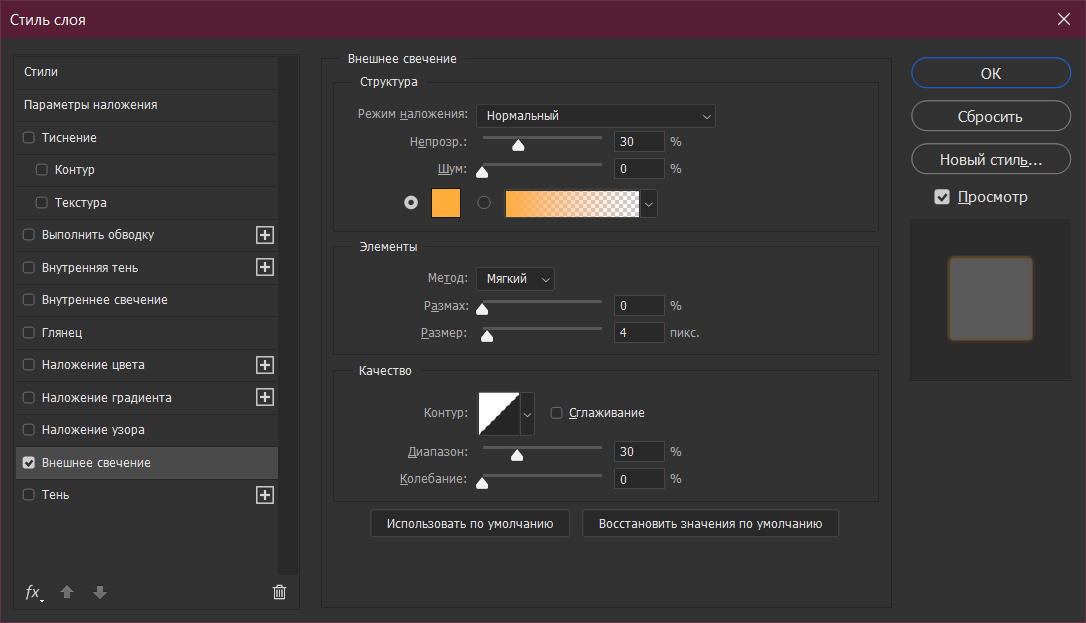 Стиль слоя
Стили
Параметры наложения
Тиснение
Контур
Текстура
Выполнить обводку
Внутренняя тень
Внутреннее свечение
Глянец
Наложение цвета
Наложение градиента
Наложение узора
Внешнее свечение
Тень
fx
Внешнее свечение
Структура
Режим наложения: Нормальный
Непрозр.: 30 %
Шум: 0 %
Элементы
Метод: Мягкий
Размах: 0 %
Размер: 4 пикс.
Качество
Контур: Сглаживание
Диапазон: 30 %
Колебание: 0 %
Использовать по умолчанию Восстановить значения по умолчанию
ОК
Сбросить
Новый стиль...
Просмотр